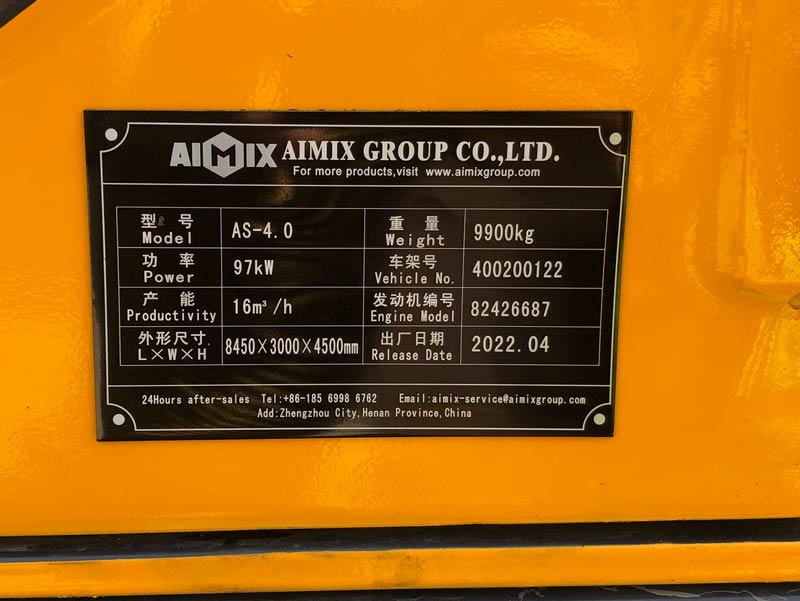 AIMIX AIMIX GROUP CO.,LTD.
For more products,visit www.aimixgroup.com
型 号 AS-4.0 重 量 9900kg
Model Weight
功 率 97kW 车架号 400200122
Power Vehicle No.
产 能 16m³/h 发动机编号 82426687
Productivity Engine Model
外形尺寸 8450×3000×4500mm 出厂日期 2022.04
L×W×H Release Date
24Hours after-sales Tel:+86-185 6998 6762 Email:aimix-service@aimixgroup.com
Add:Zhengzhou City,Henan Province,China